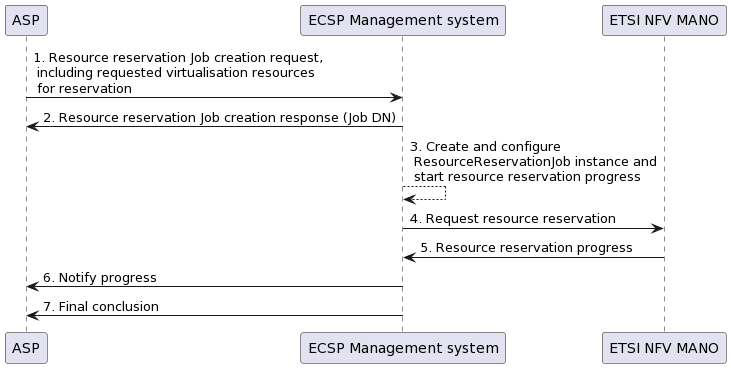 ASP
ECSP Management system
ETSI NFV MANO
1. Resource reservation Job creation request,
including requested virtualisation resources
for reservation
2. Resource reservation Job creation response (Job DN)
3. Create and configure
ResourceReservationJob instance and
start resource reservation progress
4. Request resource reservation
5. Resource reservation progress
6. Notify progress
7. Final conclusion
ASP
ECSP Management system
ETSI NFV MANO